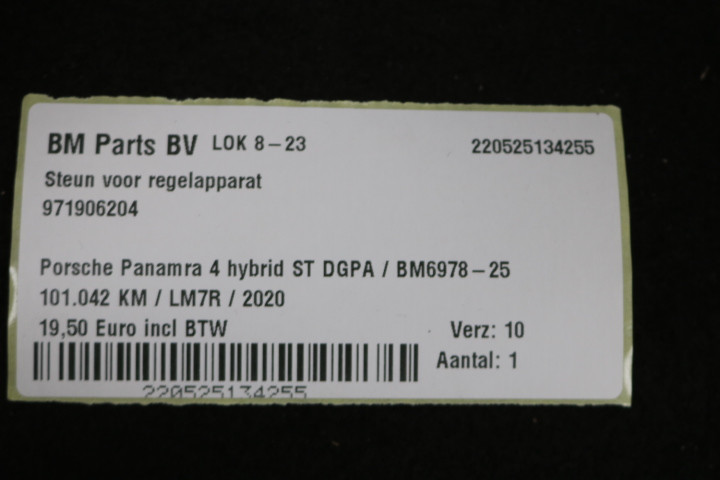 BM Parts BV LOK 8-23 220525134255
Steun voor regelapparat
971906204
Porsche Panamra 4 hybrid ST DGPA / BM6978-25
101.042 KM / LM7R / 2020
19,50 Euro incl BTW Verz: 10
Aantal: 1
220525134255